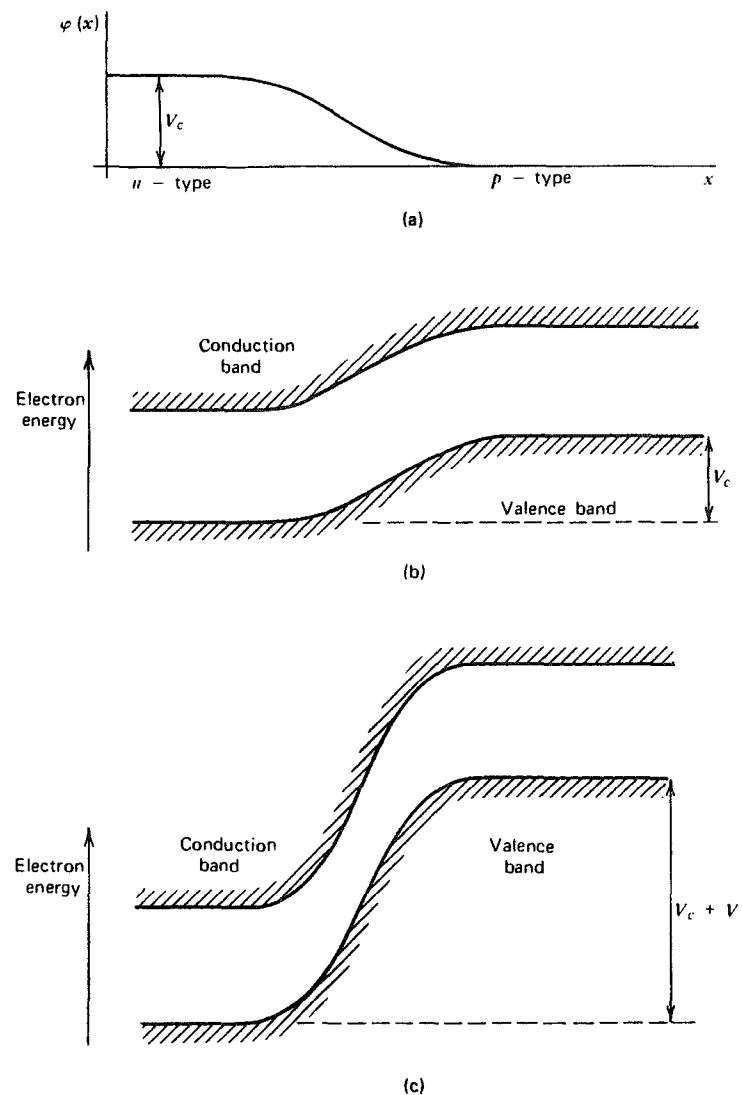 φ (x)
V_c
n – type
p – type
x
(a)
Conduction
band
Electron
energy
V_c
Valence band
(b)
Conduction
band
Valence
band
Electron
energy
V_c + V
(c)